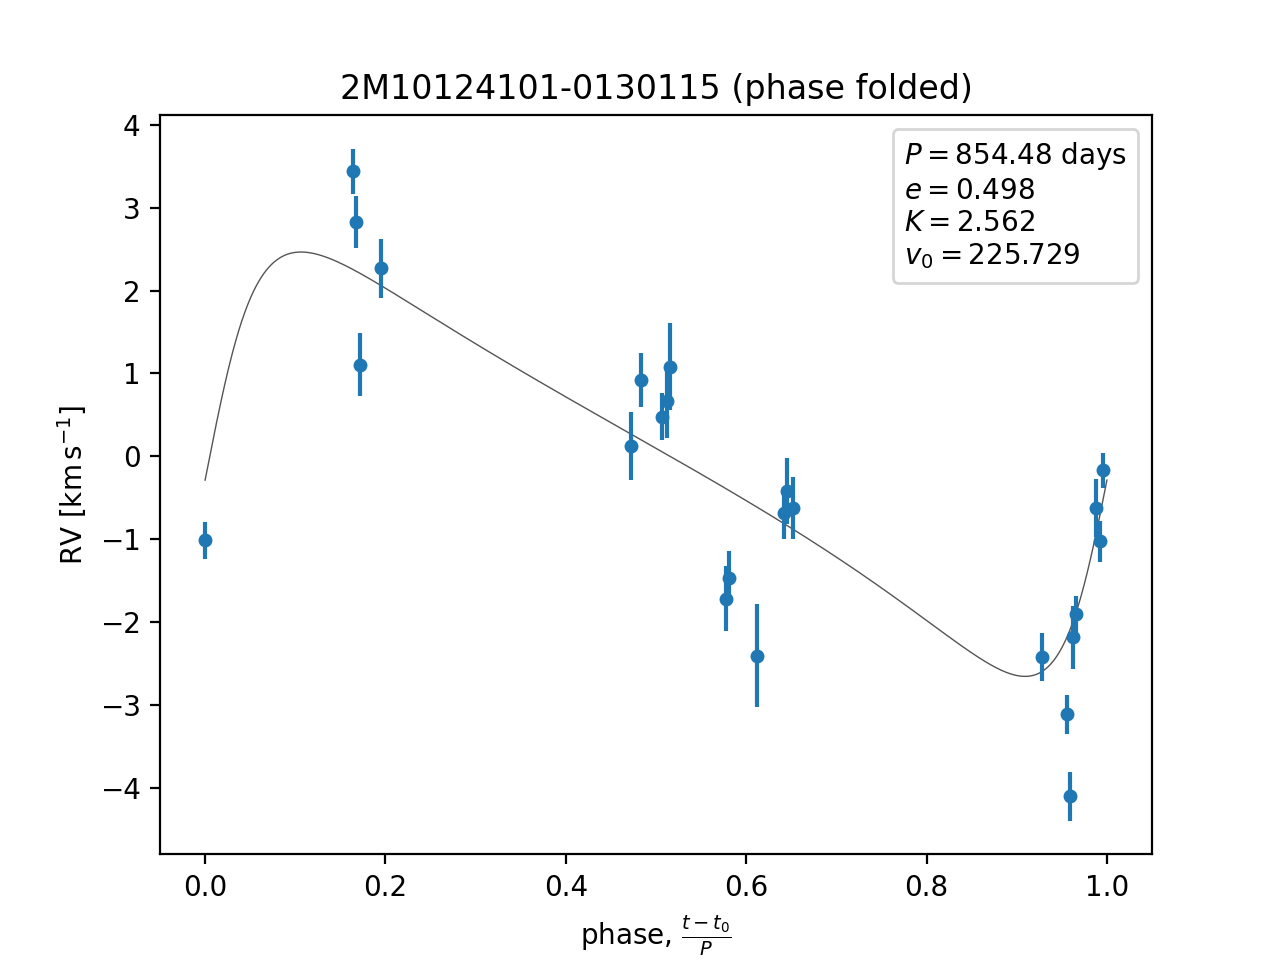 2M10124101-0130115 (phase folded)
P = 854.48 days
e = 0.498
K = 2.562
v₀ = 225.729
4
3
2
1
0
−1
−2
−3
−4
RV [km s⁻¹]
0.0 0.2 0.4 0.6 0.8 1.0
phase, (t − t₀)/P